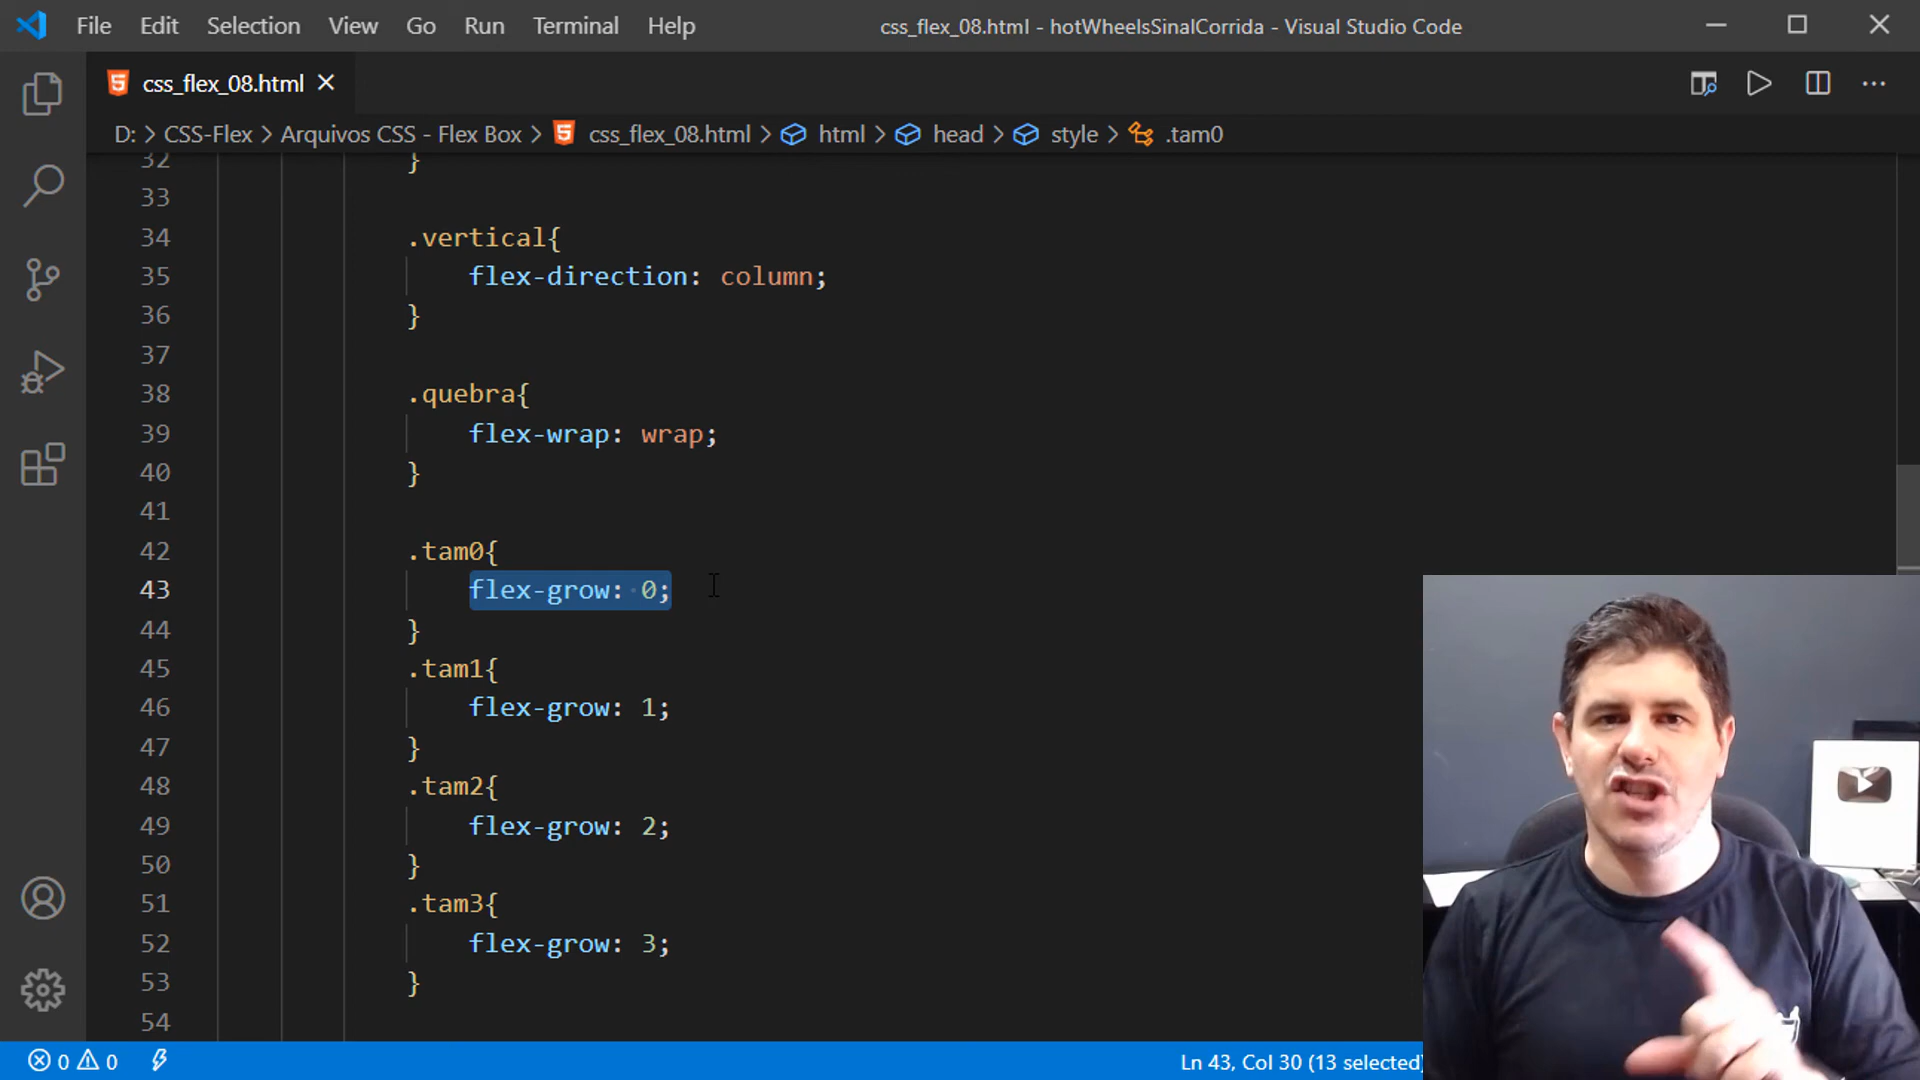 File Edit Selection View Go Run Terminal Help css_flex_08.html - hotWheelsSinalCorrida - Visual Studio Code
css_flex_08.html
D: > CSS-Flex > Arquivos CSS - Flex Box > css_flex_08.html > html > head > style > .tam0
32 }
33
34 .vertical{
35 flex-direction: column;
36 }
37
38 .quebra{
39 flex-wrap: wrap;
40 }
41
42 .tam0{
43 flex-grow: 0;
44 }
45 .tam1{
46 flex-grow: 1;
47 }
48 .tam2{
49 flex-grow: 2;
50 }
51 .tam3{
52 flex-grow: 3;
53 }
54
0 0 Ln 43, Col 30 (13 selected)